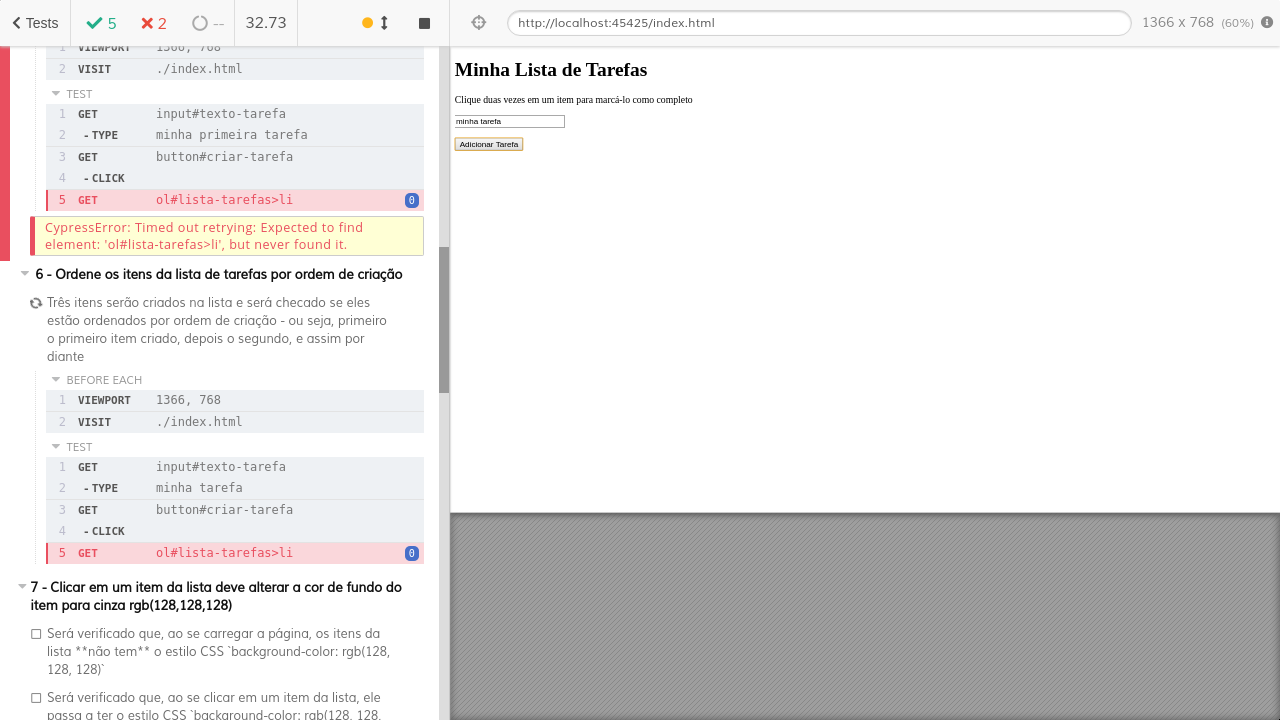 Tests
5
2
--
32.73
http://localhost:45425/index.html
1366 x 768 (60%)
1 VIEWPORT 1366, 768
2 VISIT ./index.html
TEST
1 GET input#texto-tarefa
2 -TYPE minha primeira tarefa
3 GET button#criar-tarefa
4 -CLICK
5 GET ol#lista-tarefas>li 0
CypressError: Timed out retrying: Expected to find
element: 'ol#lista-tarefas>li', but never found it.
6 - Ordene os itens da lista de tarefas por ordem de criação
Três itens serão criados na lista e será checado se eles
estão ordenados por ordem de criação - ou seja, primeiro
o primeiro item criado, depois o segundo, e assim por
diante
BEFORE EACH
1 VIEWPORT 1366, 768
2 VISIT ./index.html
TEST
1 GET input#texto-tarefa
2 -TYPE minha tarefa
3 GET button#criar-tarefa
4 -CLICK
5 GET ol#lista-tarefas>li 0
7 - Clicar em um item da lista deve alterar a cor de fundo do
item para cinza rgb(128,128,128)
Será verificado que, ao se carregar a página, os itens da
lista **não tem** o estilo CSS `background-color: rgb(128,
128, 128)`
Será verificado que, ao se clicar em um item da lista, ele
passa a ter o estilo CSS `background-color: rgb(128, 128,
Minha Lista de Tarefas
Clique duas vezes em um item para marcá-lo como completo
minha tarefa
Adicionar Tarefa